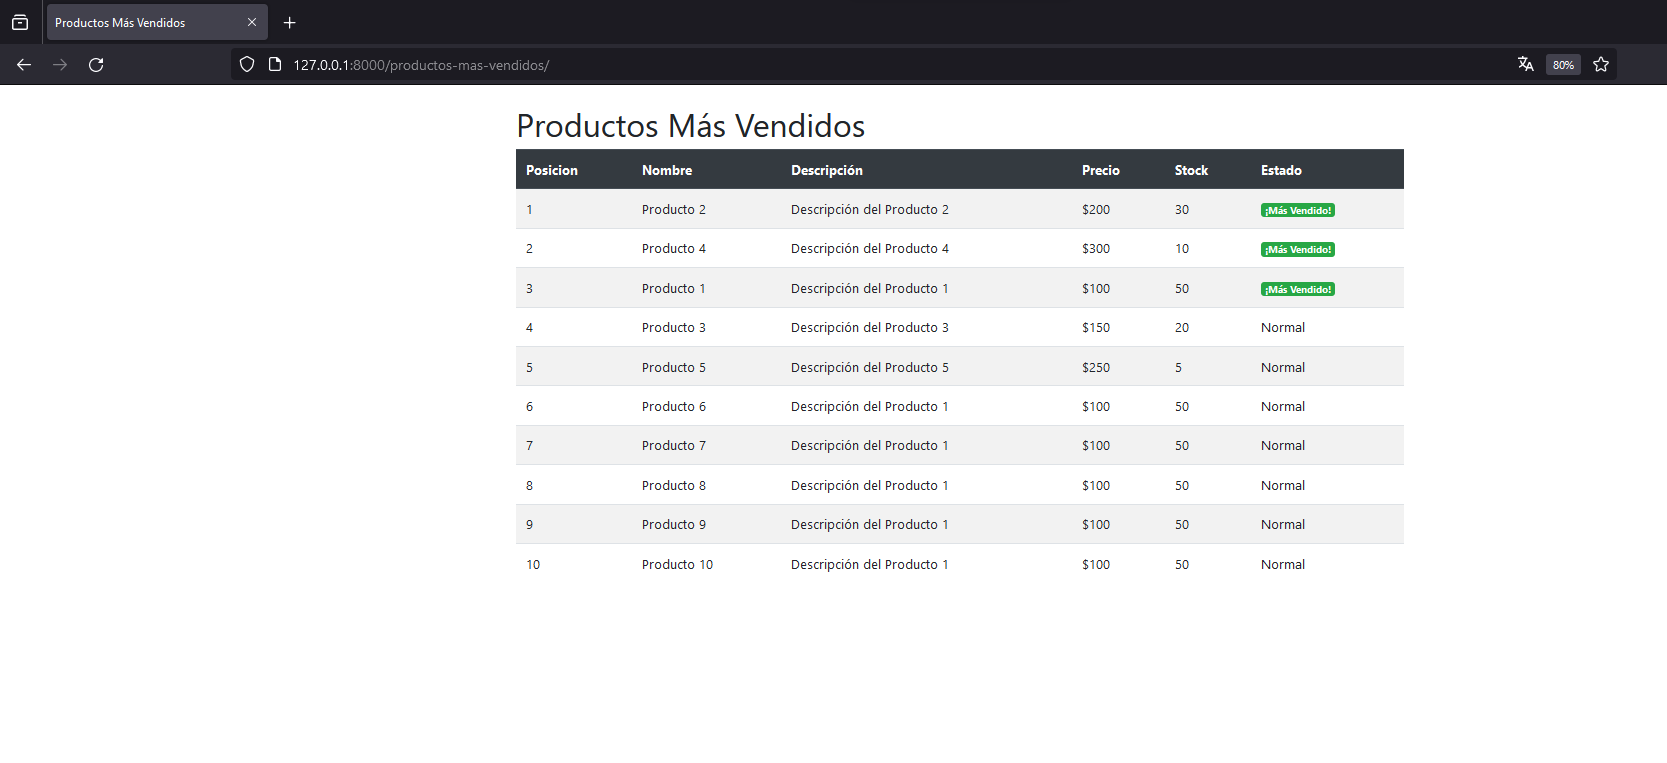 Productos Más Vendidos
127.0.0.1:8000/productos-mas-vendidos/
80%
Productos Más Vendidos
Posicion Nombre Descripción Precio Stock Estado
1 Producto 2 Descripción del Producto 2 $200 30 ¡Más Vendido!
2 Producto 4 Descripción del Producto 4 $300 10 ¡Más Vendido!
3 Producto 1 Descripción del Producto 1 $100 50 ¡Más Vendido!
4 Producto 3 Descripción del Producto 3 $150 20 Normal
5 Producto 5 Descripción del Producto 5 $250 5 Normal
6 Producto 6 Descripción del Producto 1 $100 50 Normal
7 Producto 7 Descripción del Producto 1 $100 50 Normal
8 Producto 8 Descripción del Producto 1 $100 50 Normal
9 Producto 9 Descripción del Producto 1 $100 50 Normal
10 Producto 10 Descripción del Producto 1 $100 50 Normal